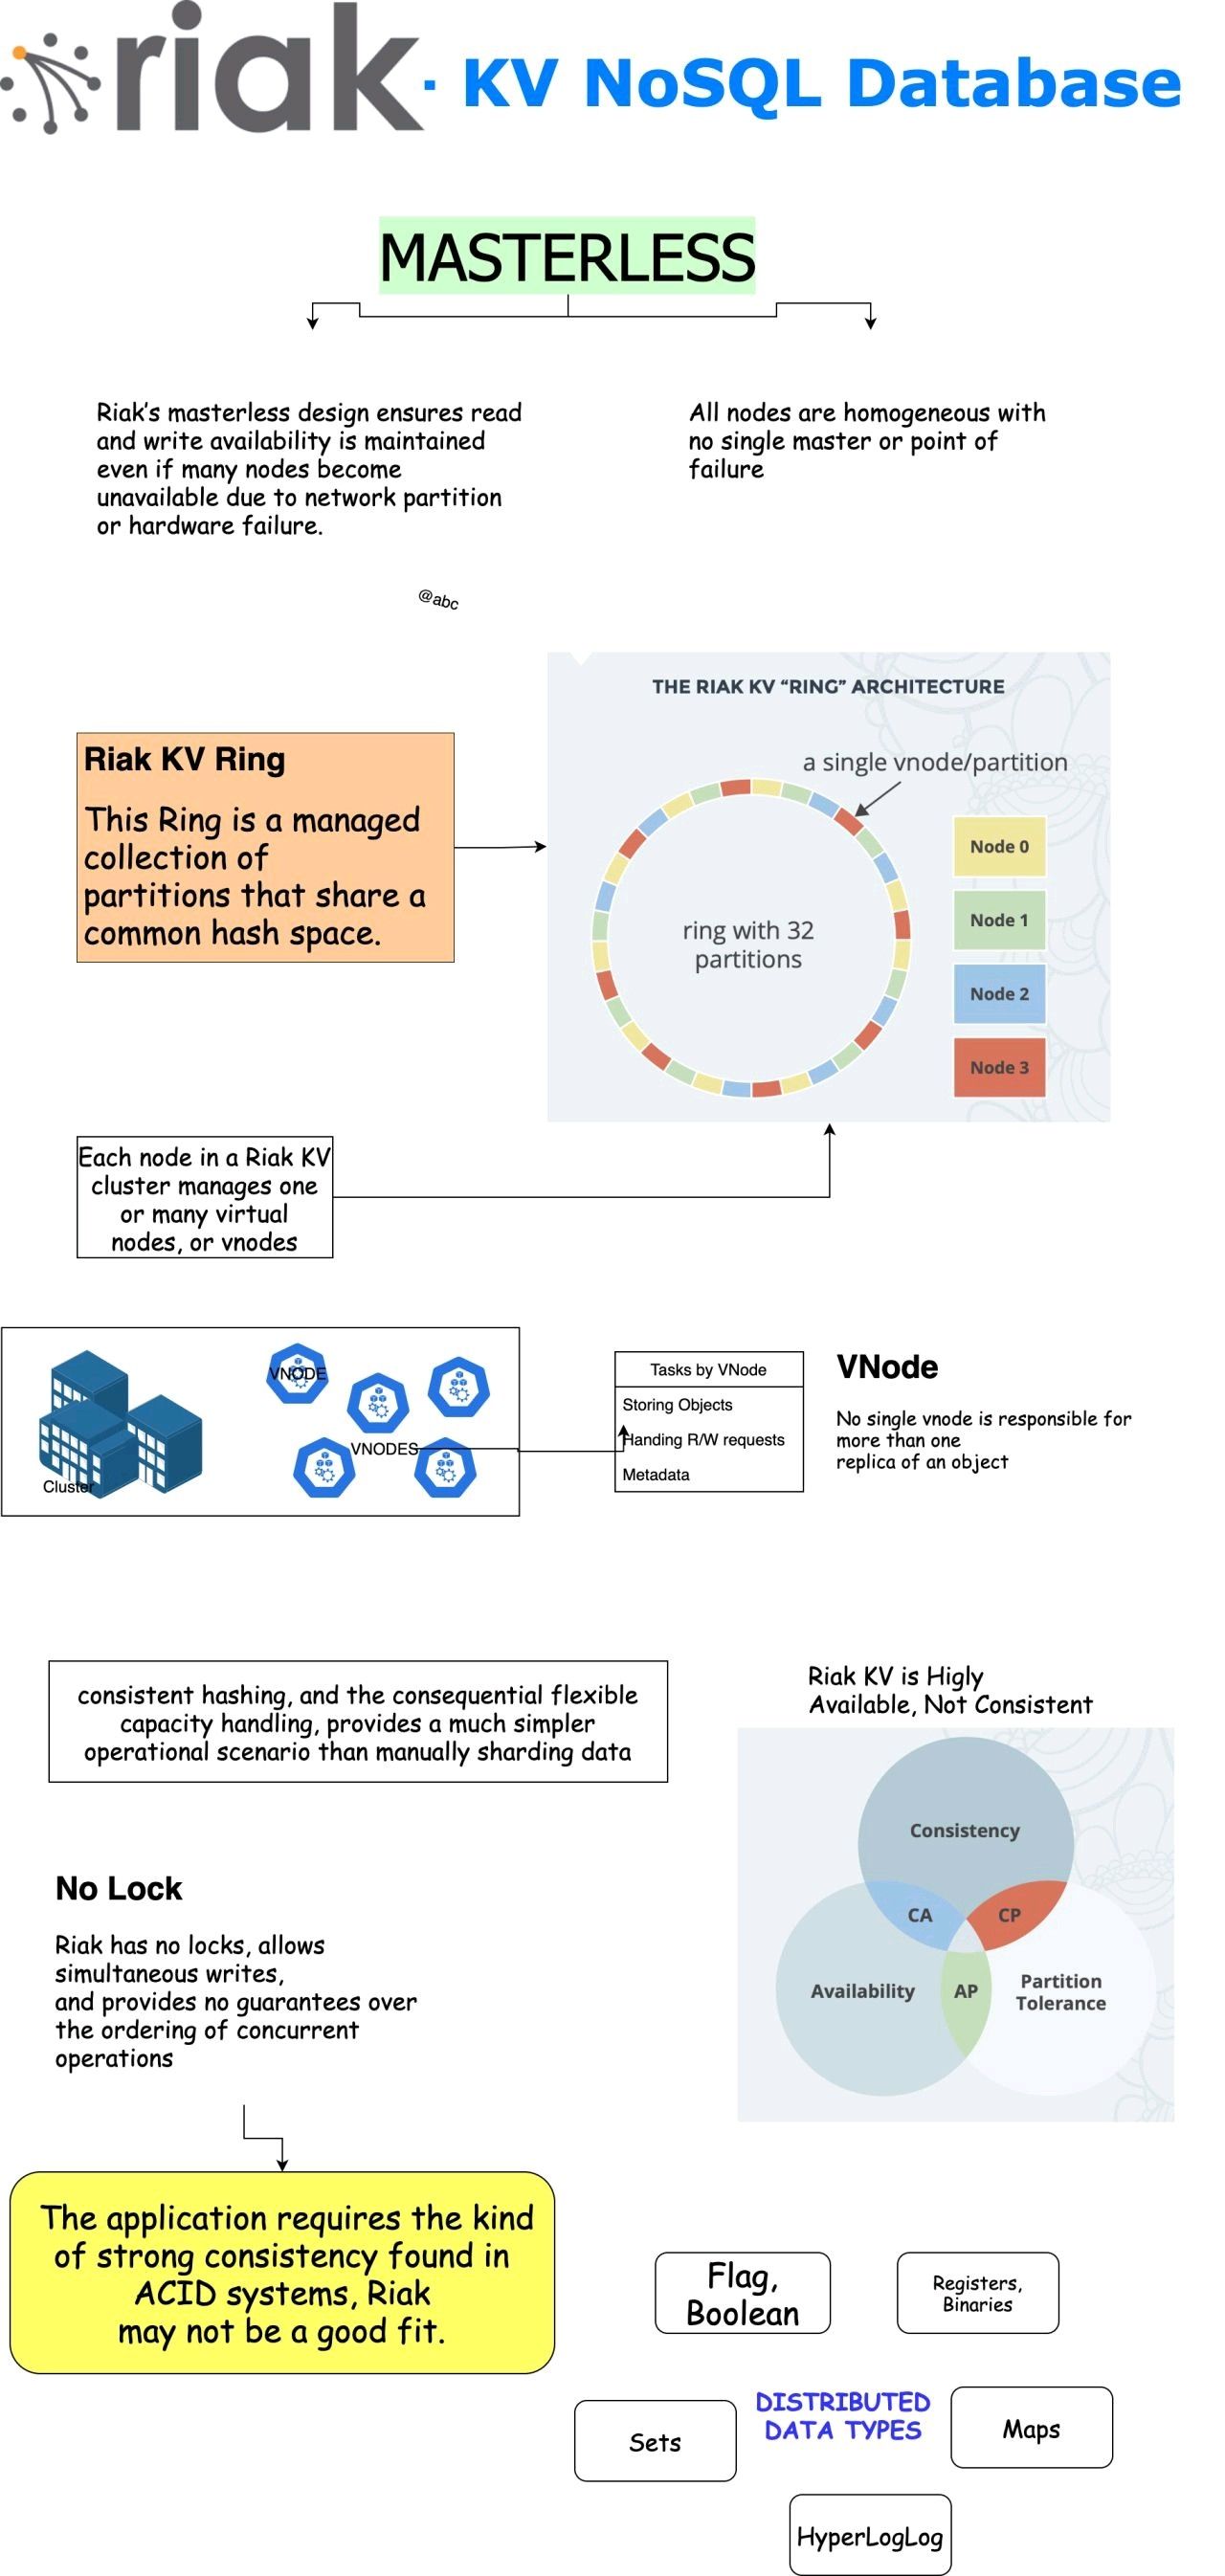 riak
· KV NoSQL Database
MASTERLESS
Riak's masterless design ensures read
and write availability is maintained
even if many nodes become
unavailable due to network partition
or hardware failure.
All nodes are homogeneous with
no single master or point of
failure
@abc
THE RIAK KV “RING” ARCHITECTURE
a single vnode/partition
ring with 32
partitions
Node 0
Node 1
Node 2
Node 3
Riak KV Ring
This Ring is a managed
collection of
partitions that share a
common hash space.
Each node in a Riak KV
cluster manages one
or many virtual
nodes, or vnodes
Cluster
VNODE
VNODES
Tasks by VNode
Storing Objects
Handing R/W requests
Metadata
VNode
No single vnode is responsible for
more than one
replica of an object
consistent hashing, and the consequential flexible
capacity handling, provides a much simpler
operational scenario than manually sharding data
Riak KV is Higly
Available, Not Consistent
Consistency
CA
CP
Availability
AP
Partition
Tolerance
No Lock
Riak has no locks, allows
simultaneous writes,
and provides no guarantees over
the ordering of concurrent
operations
The application requires the kind
of strong consistency found in
ACID systems, Riak
may not be a good fit.
Flag,
Boolean
Registers,
Binaries
DISTRIBUTED
DATA TYPES
Sets
Maps
HyperLogLog